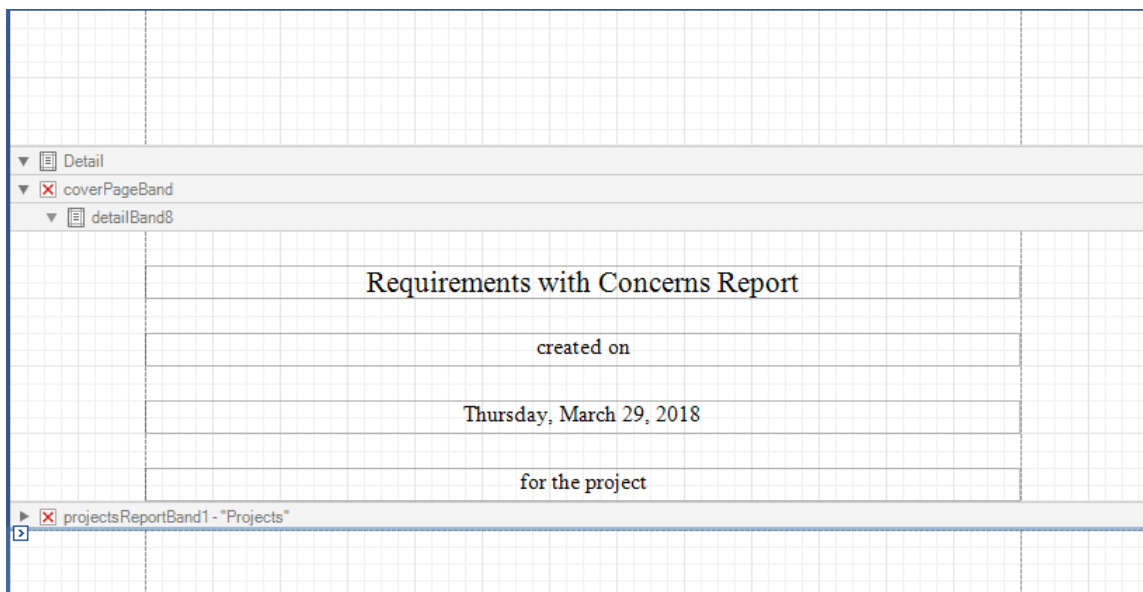 Detail
coverPageBand
detailBand8
Requirements with Concerns Report
created on
Thursday, March 29, 2018
for the project
projectsReportBand1 - "Projects"